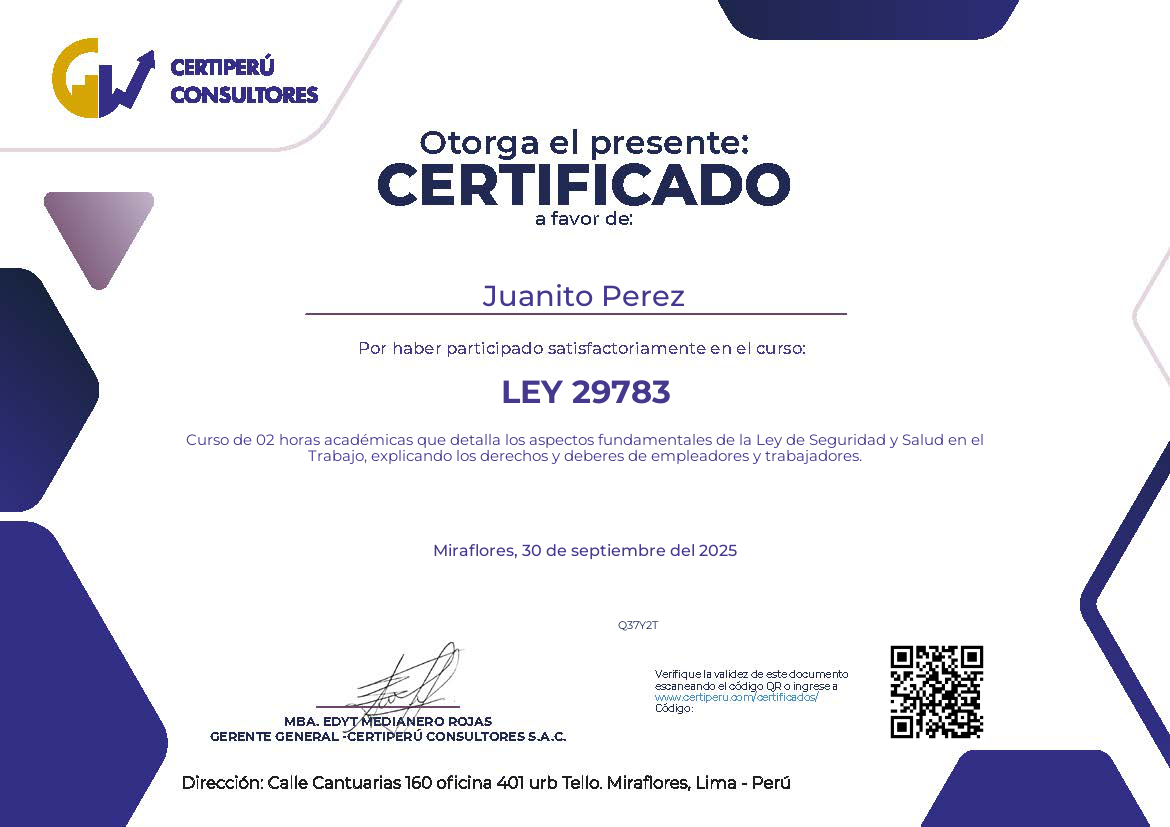 CERTIPERÚ
CONSULTORES
Otorga el presente:
CERTIFICADO
a favor de:
Juanito Perez
Por haber participado satisfactoriamente en el curso:
LEY 29783
Curso de 02 horas académicas que detalla los aspectos fundamentales de la Ley de Seguridad y Salud en el
Trabajo, explicando los derechos y deberes de empleadores y trabajadores.
Miraflores, 30 de septiembre del 2025
Q37Y2T
Verifique la validez de este documento
escaneando el código QR o ingrese a
www.certiperu.com/certificados/
Código:
MBA. EDYT MEDIANERO ROJAS
GERENTE GENERAL -CERTIPERÚ CONSULTORES S.A.C.
Dirección: Calle Cantuarias 160 oficina 401 urb Tello. Miraflores, Lima - Perú